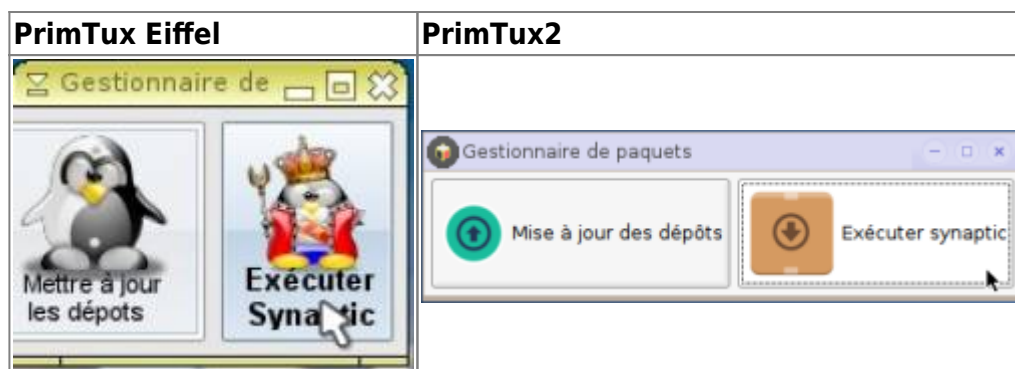 PrimTux Eiffel
PrimTux2
Gestionnaire de
Mettre à jour
les dépots
Exécuter
Synaptic
Gestionnaire de paquets
Mise à jour des dépôts
Exécuter synaptic